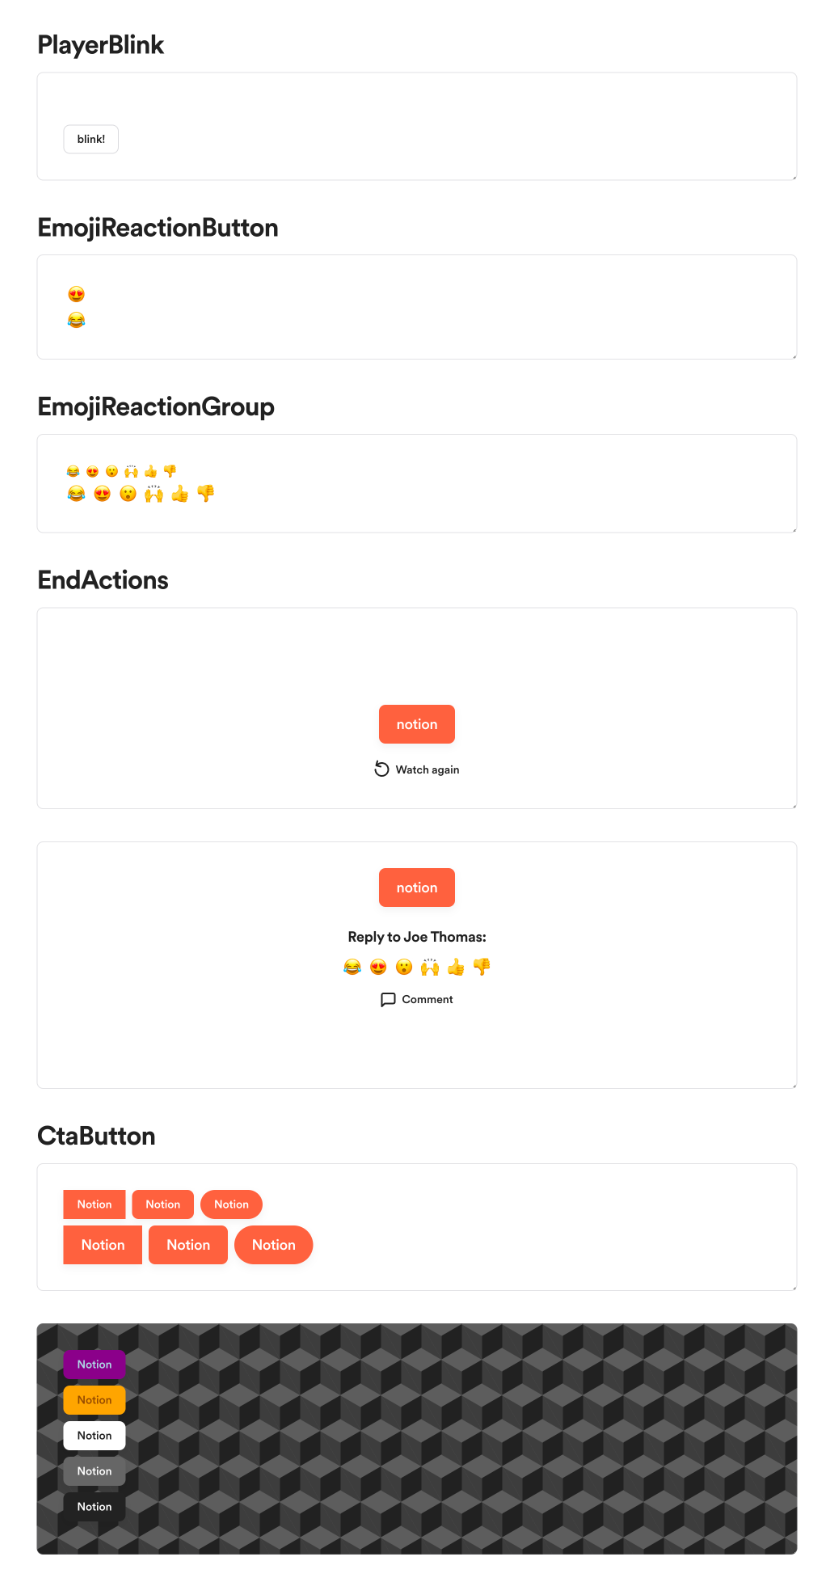 PlayerBlink
blink!
EmojiReactionButton
😍
😂
EmojiReactionGroup
😂 😍 😮 🙌 👍 👎
😂 😍 😮 🙌 👍 👎
EndActions
notion
Watch again
notion
Reply to Joe Thomas:
😂 😍 😮 🙌 👍 👎
Comment
CtaButton
Notion Notion Notion
Notion Notion Notion
Notion
Notion
Notion
Notion
Notion